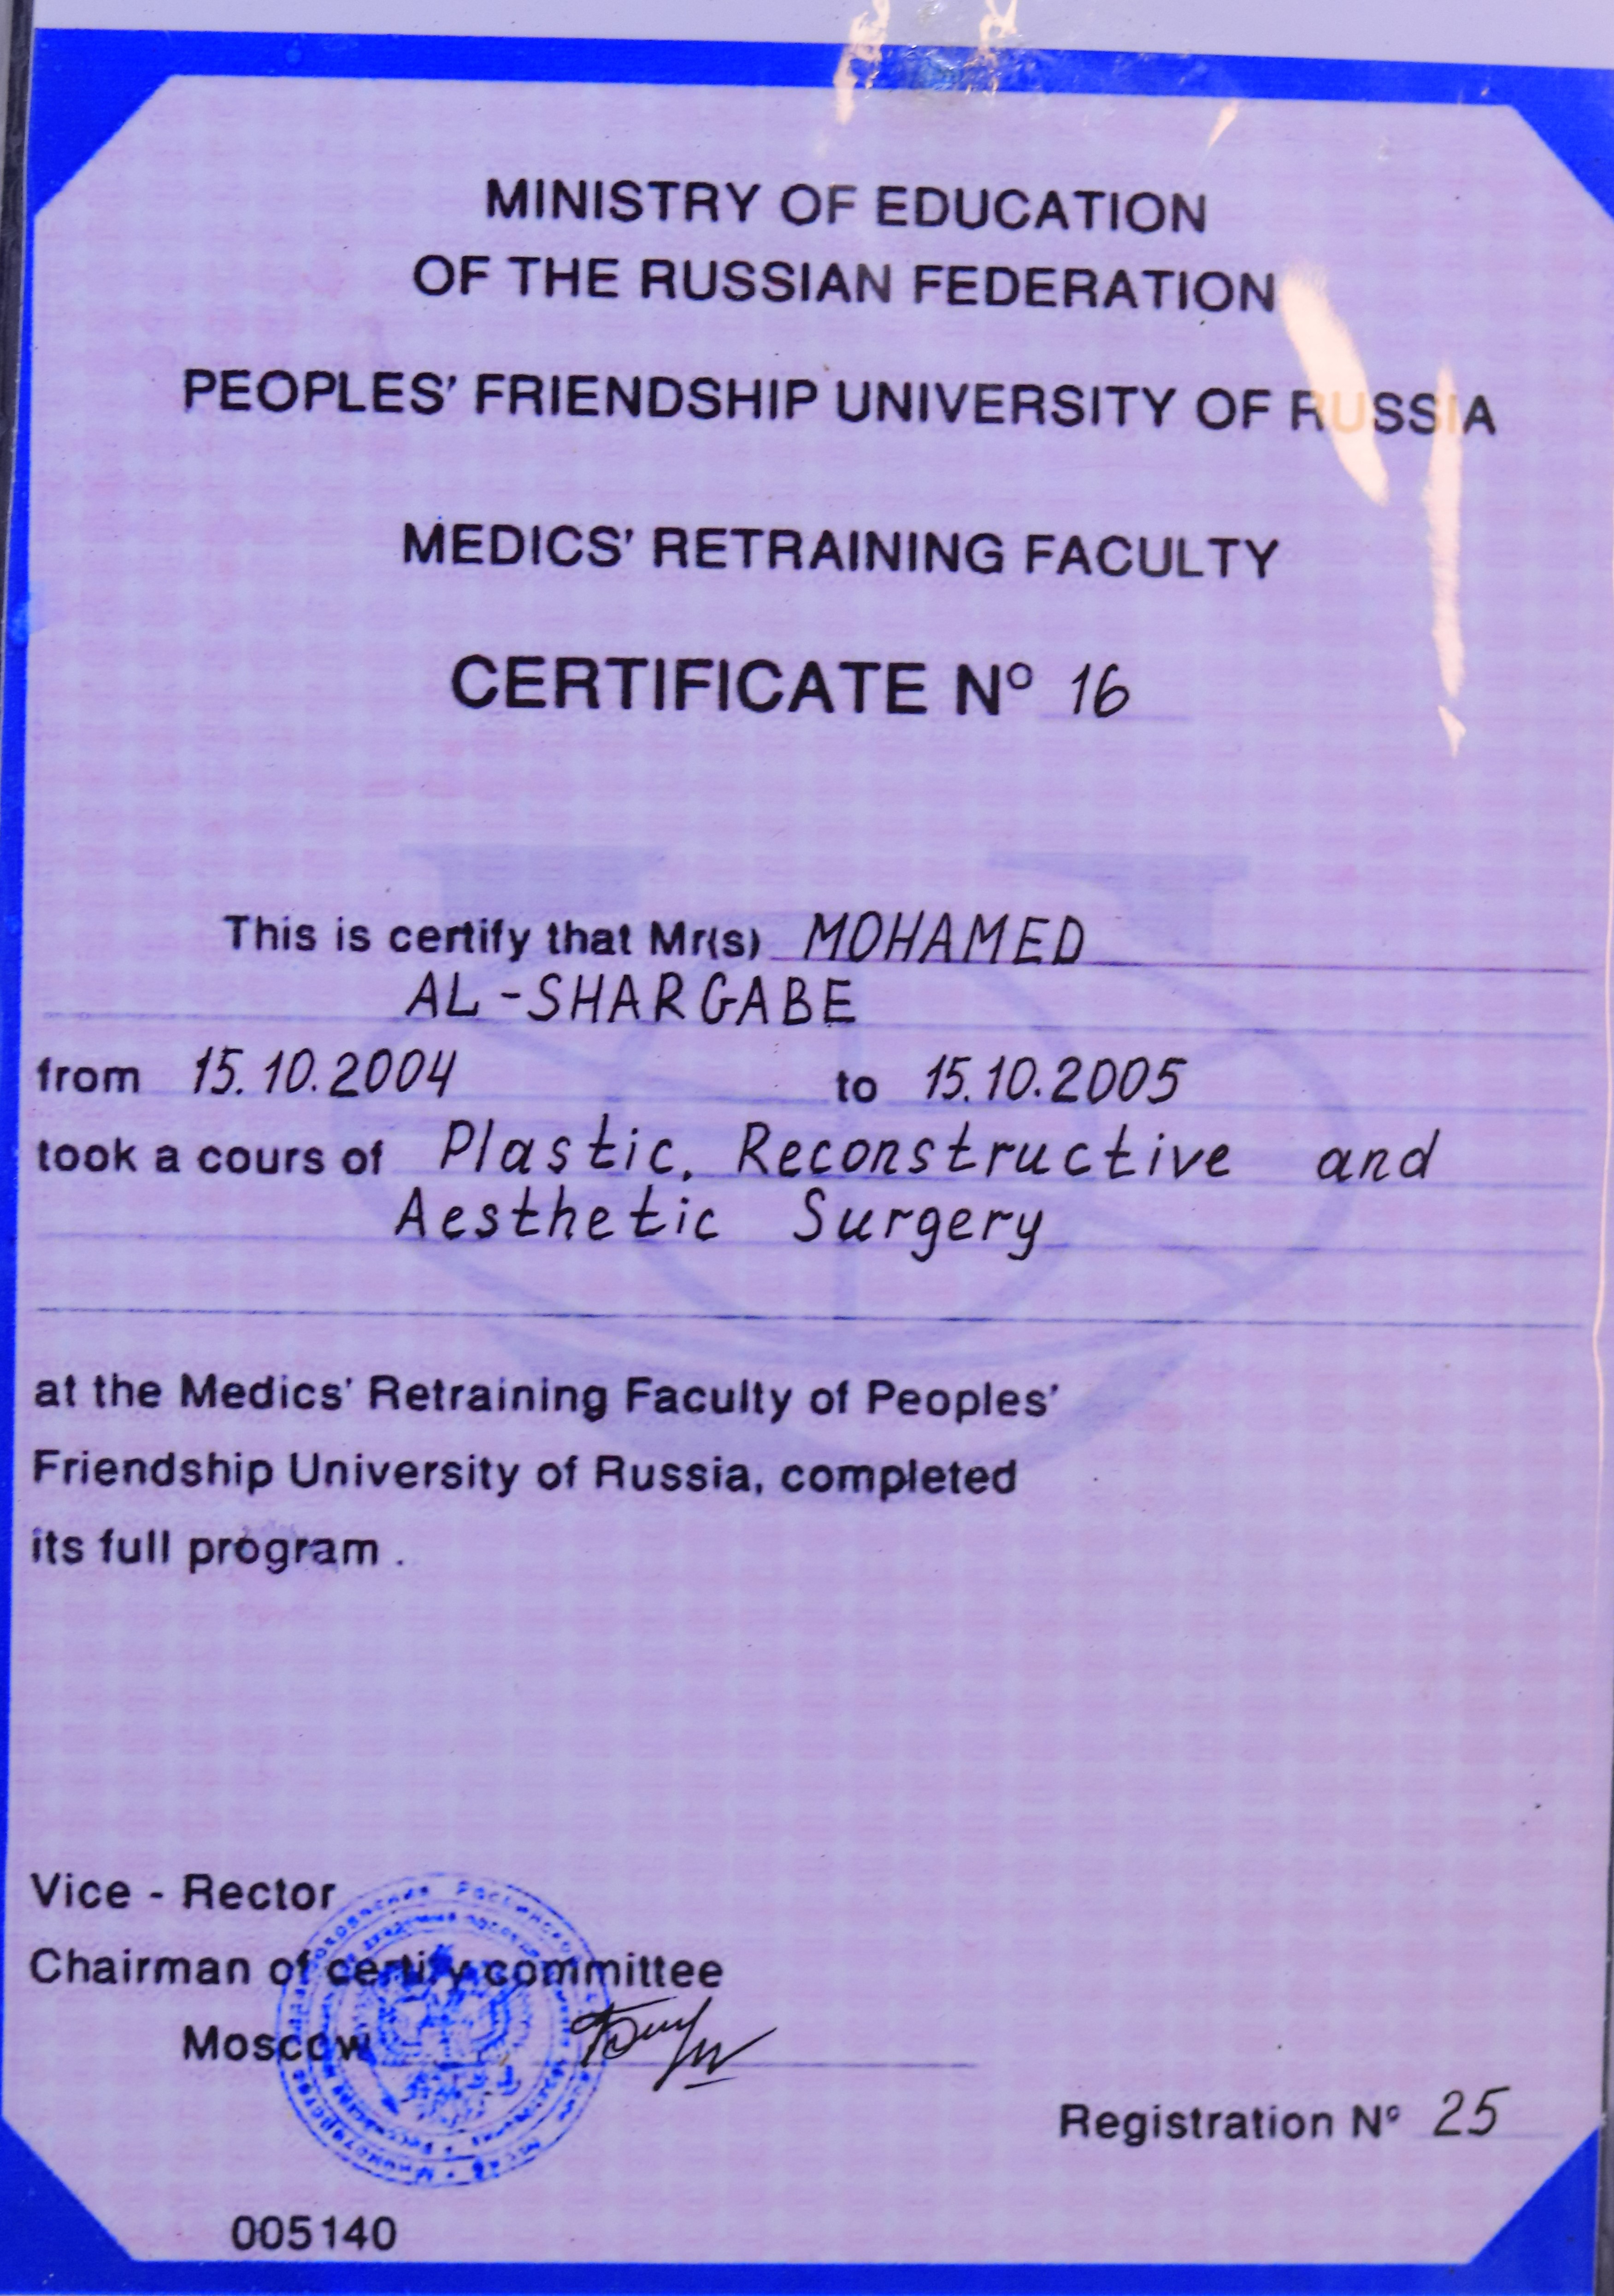 MINISTRY OF EDUCATION
OF THE RUSSIAN FEDERATION
PEOPLES' FRIENDSHIP UNIVERSITY OF RUSSIA
MEDICS' RETRAINING FACULTY
CERTIFICATE Nº 16
This is certify that Mr(s) MOHAMED
AL-SHARGABE
from 15.10.2004 to 15.10.2005
took a cours of Plastic, Reconstructive and
Aesthetic Surgery
at the Medics' Retraining Faculty of Peoples'
Friendship University of Russia, completed
its full program .
Vice - Rector
Chairman of certify committee
Moscow
Registration Nº 25
005140